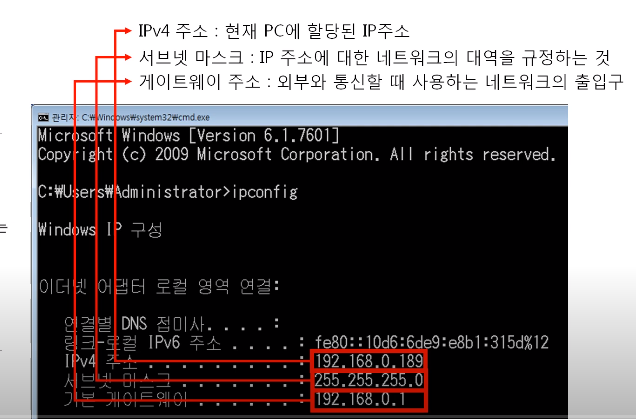 IPv4 주소 : 현재 PC에 할당된 IP주소
서브넷 마스크 : IP 주소에 대한 네트워크의 대역을 규정하는 것
게이트웨이 주소 : 외부와 통신할 때 사용하는 네트워크의 출입구
관리자: C:₩Windows₩system32₩cmd.exe
Microsoft Windows [Version 6.1.7601]
Copyright (c) 2009 Microsoft Corporation. All rights reserved.
C:₩Users₩Administrator>ipconfig
Windows IP 구성
는
이더넷 어댑터 로컬 영역 연결:
연결별 DNS 접미사. . . . :
링크-로컬 IPv6 주소 . . . . : fe80::10d6:6de9:e8b1:315d%12
IPv4 주소 . . . . . . . . . : 192.168.0.189
서브넷 마스크 . . . . . . . : 255.255.255.0
기본 게이트웨이 . . . . . . : 192.168.0.1